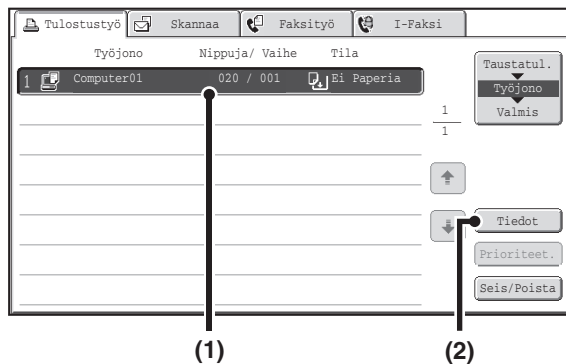 Tulostustyö Skannaa Faksityö I-Faksi
Työjono Nippuja/ Vaihe Tila
1 Computer01 020 / 001 Ei Paperia
Taustatul.
Työjono
Valmis
1
1
Tiedot
Prioriteet.
Seis/Poista
(1) (2)